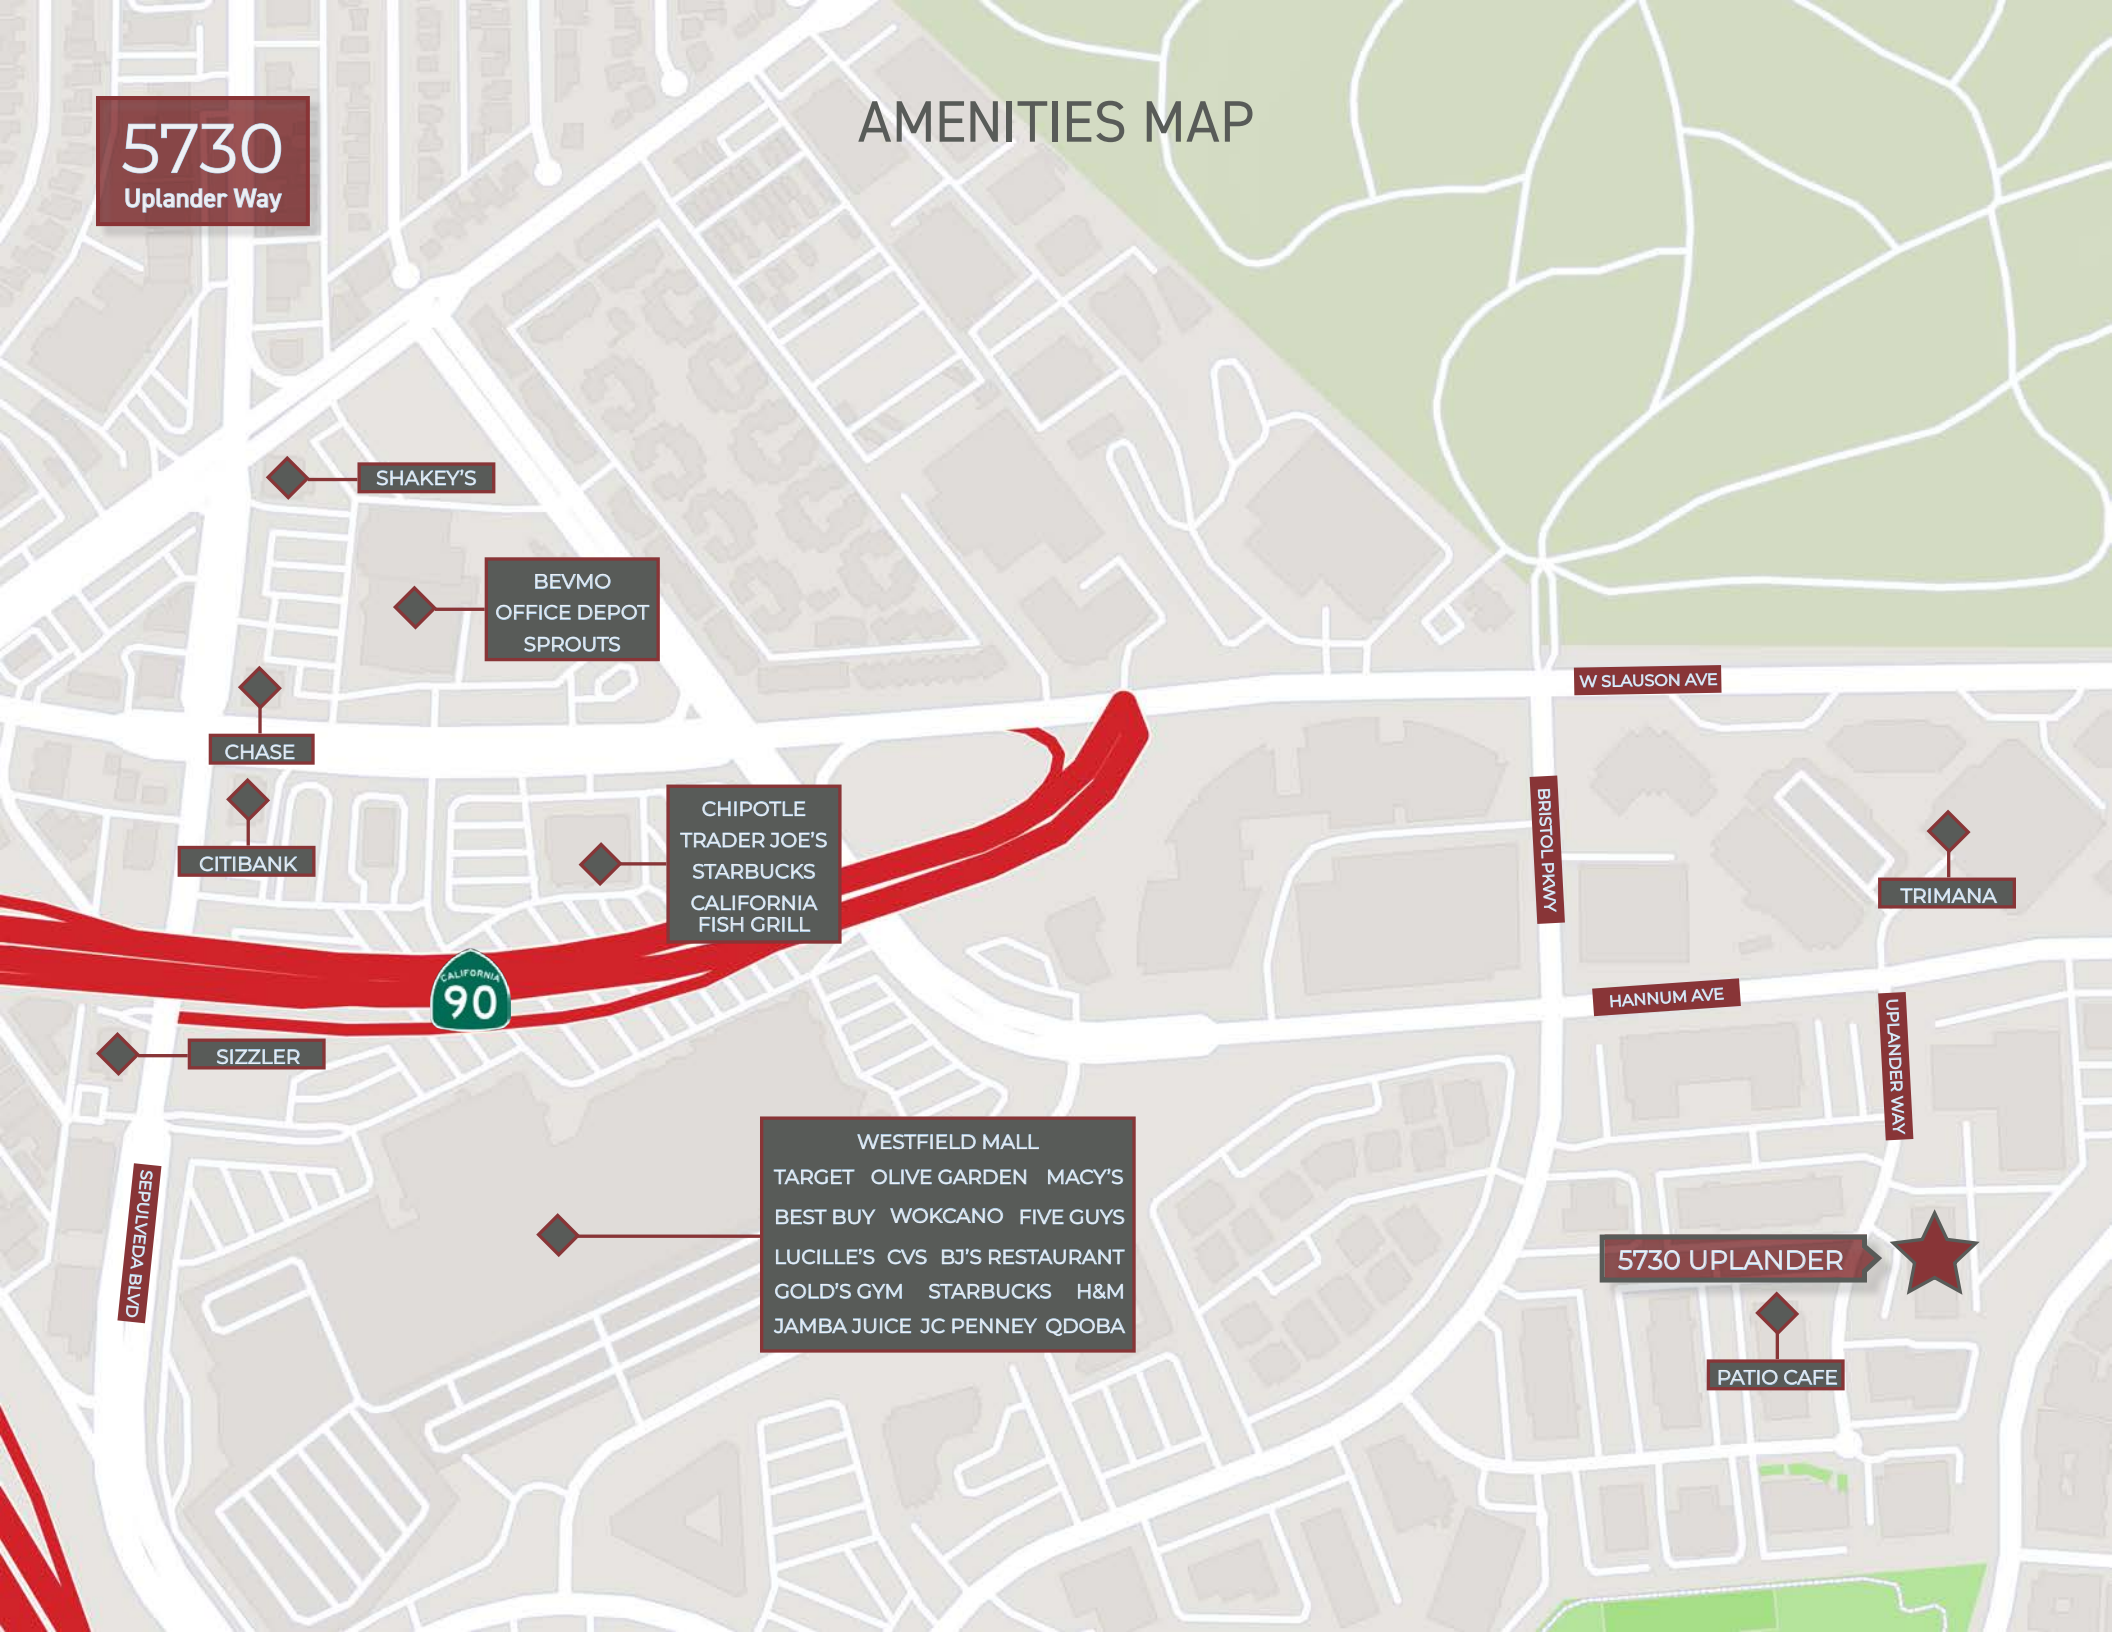 AMENITIES MAP
5730
Uplander Way
SHAKEY'S
BEVMO
OFFICE DEPOT
SPROUTS
W SLAUSON AVE
CHASE
CHIPOTLE
TRADER JOE'S
STARBUCKS
CALIFORNIA
FISH GRILL
BRISTOL PKWY
CITIBANK
TRIMANA
CALIFORNIA
90
HANNUM AVE
UPLANDER WAY
SIZZLER
SEPULVEDA BLVD
WESTFIELD MALL
TARGET OLIVE GARDEN MACY'S
BEST BUY WOKCANO FIVE GUYS
LUCILLE'S CVS BJ'S RESTAURANT
GOLD'S GYM STARBUCKS H&M
JAMBA JUICE JC PENNEY QDOBA
5730 UPLANDER
PATIO CAFE